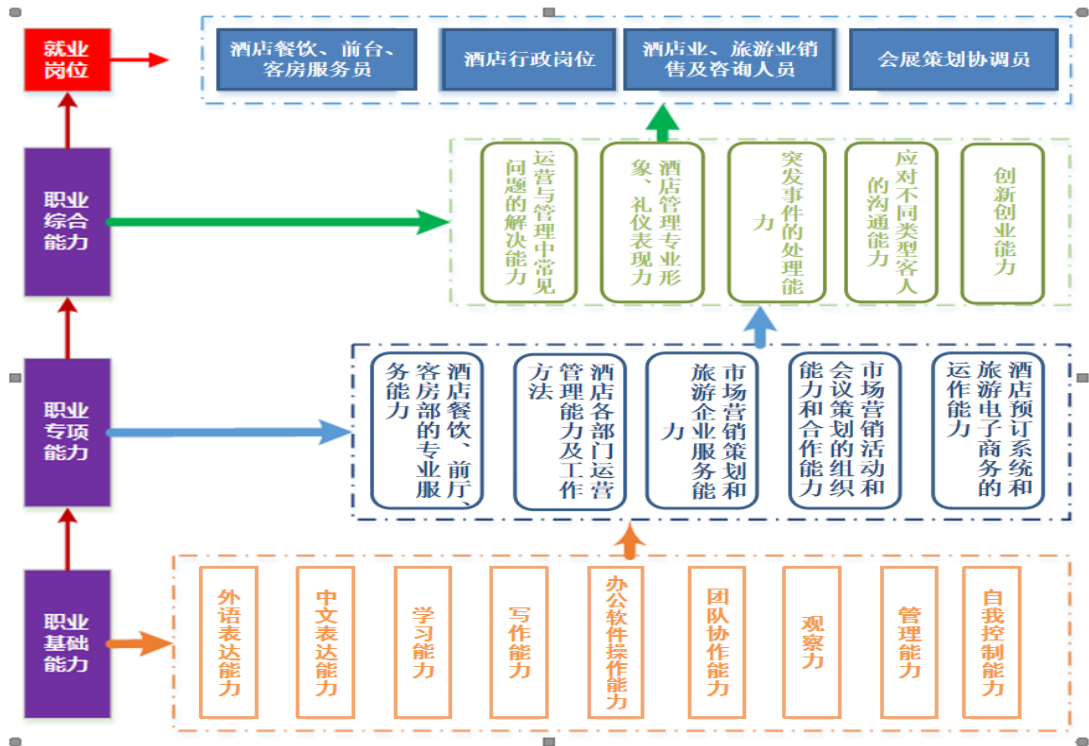 就业
岗位
酒店餐饮、前台、
客房服务员
酒店行政岗位
酒店业、旅游业销
售及咨询人员
会展策划协调员
职业
综合
能力
运营与管理中常见
问题的解决能力
酒店管理专业形
象、礼仪表现力
突发事件的处理能
力
应对不同类型客人
的沟通能力
创新创业能力
职业
专项
能力
酒店餐饮、前厅、
客房部的专业服
务能力
酒店各部门运营
管理能力及工作
方法
市场营销策划和
旅游企业服务能
力
市场营销活动和
会议策划的组织
能力和合作能力
酒店预订系统和
旅游电子商务的
运作能力
职业
基础
能力
外语表达能力
中文表达能力
学习能力
写作能力
办公软件操作能力
团队协作能力
观察力
管理能力
自我控制能力